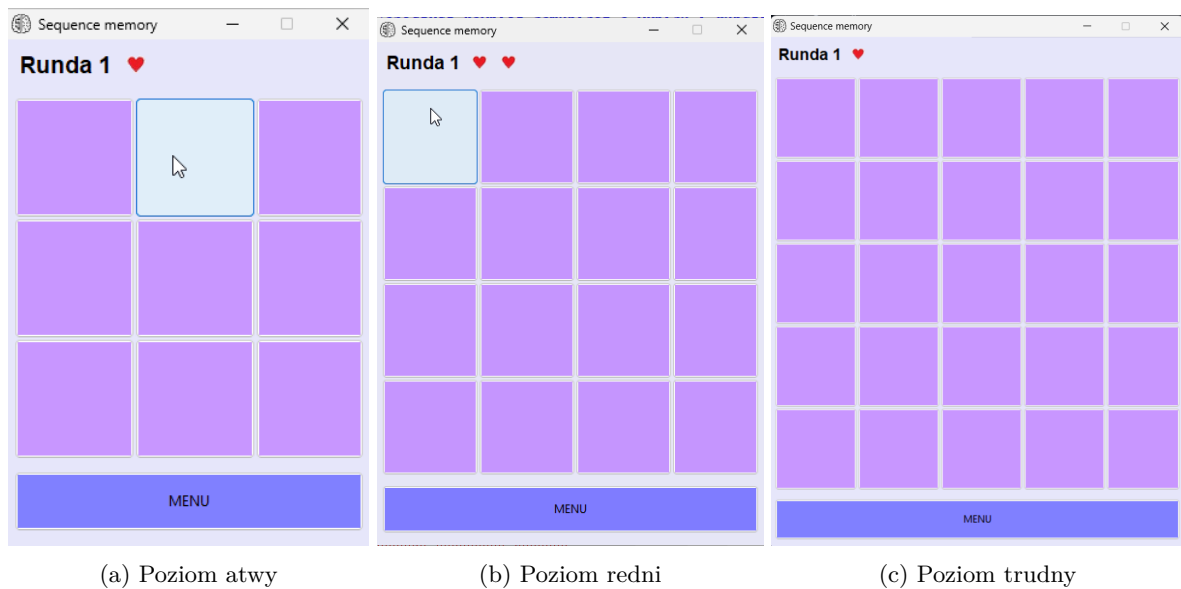 Sequence memory
Runda 1
MENU
(a) Poziom atwy
Sequence memory
Runda 1
MENU
(b) Poziom redni
Sequence memory
Runda 1
MENU
(c) Poziom trudny